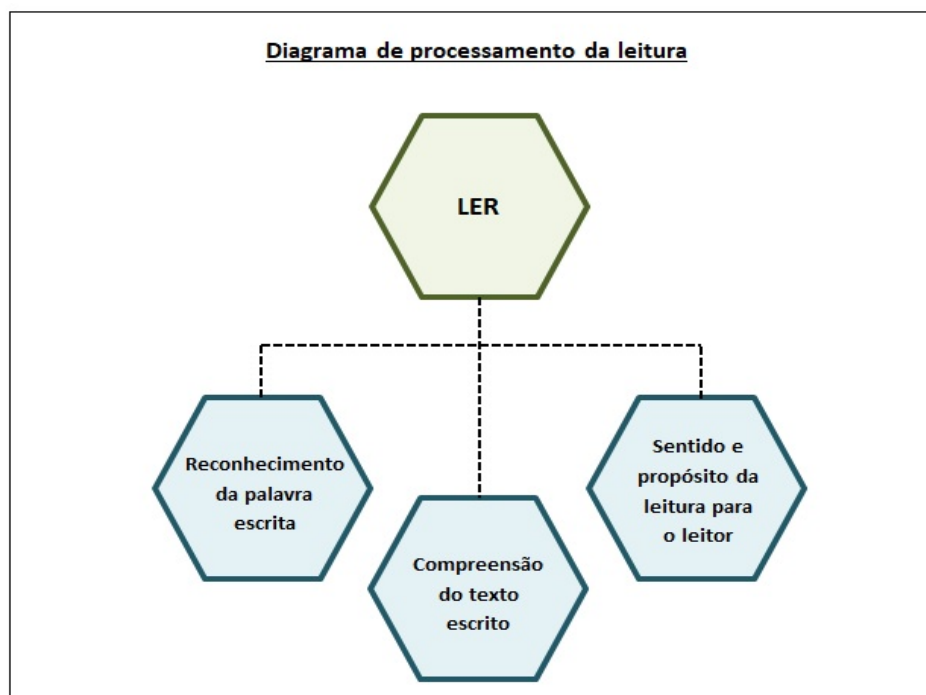 Diagrama de processamento da leitura
LER
Reconhecimento
da palavra
escrita
Compreensão
do texto
escrito
Sentido e
propósito da
leitura para
o leitor